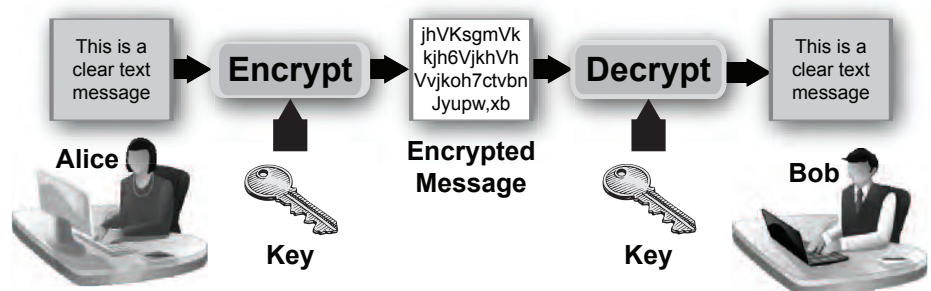 This is a
clear text
message
Encrypt
jhVKsgmVk
kjh6VjkhVh
Vvjkoh7ctvbn
Jyupw,xb
Decrypt
This is a
clear text
message
Alice
Key
Encrypted
Message
Key
Bob